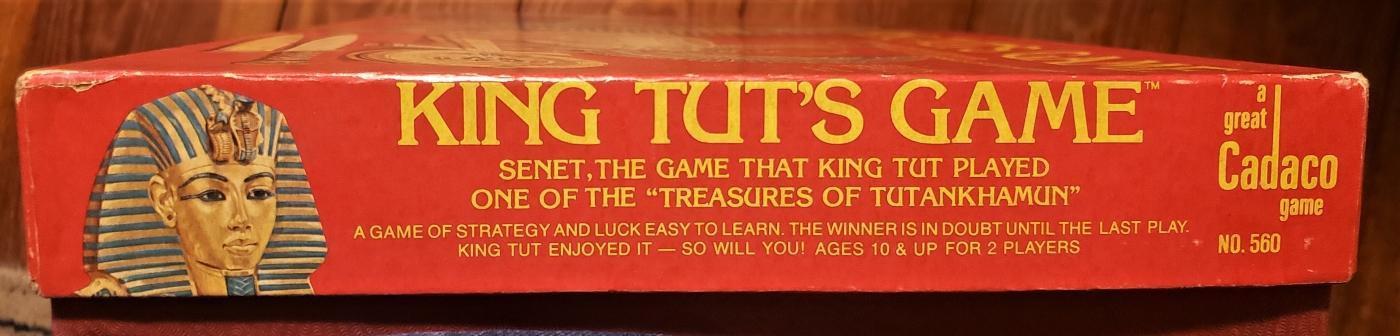 KING TUT'S GAME™
SENET, THE GAME THAT KING TUT PLAYED
ONE OF THE “TREASURES OF TUTANKHAMUN”
A GAME OF STRATEGY AND LUCK EASY TO LEARN. THE WINNER IS IN DOUBT UNTIL THE LAST PLAY.
KING TUT ENJOYED IT — SO WILL YOU! AGES 10 & UP FOR 2 PLAYERS
a
great
Cadaco
game
NO. 560